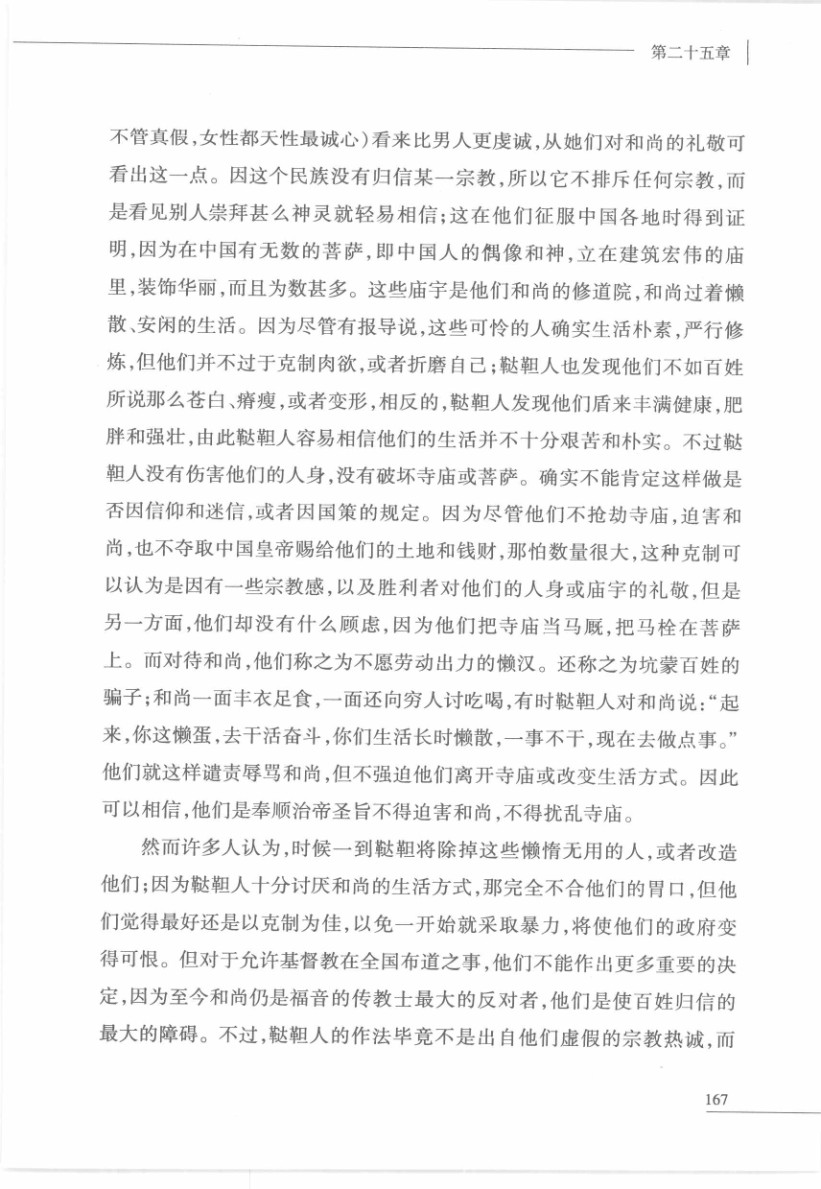 第二十五章
不管真假,女性都天性最诚心)看来比男人更虔诚,从她们对和尚的礼敬可
看出这一点。因这个民族没有归信某一宗教,所以它不排斥任何宗教,而
是看见别人崇拜甚么神灵就轻易相信;这在他们征服中国各地时得到证
明,因为在中国有无数的菩萨,即中国人的偶像和神,立在建筑宏伟的庙
里,装饰华丽,而且为数甚多。这些庙宇是他们和尚的修道院,和尚过着懒
散、安闲的生活。因为尽管有报导说,这些可怜的人确实生活朴素,严行修
炼,但他们并不过于克制肉欲,或者折磨自己;鞑靼人也发现他们不如百姓
所说那么苍白、瘠瘦,或者变形,相反的,鞑靼人发现他们盾来丰满健康,肥
胖和强壮,由此鞑靼人容易相信他们的生活并不十分艰苦和朴实。不过鞑
靼人没有伤害他们的人身,没有破坏寺庙或菩萨。确实不能肯定这样做是
否因信仰和迷信,或者因国策的规定。因为尽管他们不抢劫寺庙,迫害和
尚,也不夺取中国皇帝赐给他们的土地和钱财,那怕数量很大,这种克制可
以认为是因有一些宗教感,以及胜利者对他们的人身或庙宇的礼敬,但是
另一方面,他们却没有什么顾虑,因为他们把寺庙当马厩,把马栓在菩萨
上。而对待和尚,他们称之为不愿劳动出力的懒汉。还称之为坑蒙百姓的
骗子;和尚一面丰衣足食,一面还向穷人讨吃喝,有时鞑靼人对和尚说:“起
来,你这懒蛋,去干活奋斗,你们生活长时懒散,一事不干,现在去做点事。”
他们就这样谴责辱骂和尚,但不强迫他们离开寺庙或改变生活方式。因此
可以相信,他们是奉顺治帝圣旨不得迫害和尚,不得扰乱寺庙。
然而许多人认为,时候一到鞑靼将除掉这些懒惰无用的人,或者改造
他们;因为鞑靼人十分讨厌和尚的生活方式,那完全不合他们的胃口,但他
们觉得最好还是以克制为佳,以免一开始就采取暴力,将使他们的政府变
得可恨。但对于允许基督教在全国布道之事,他们不能作出更多重要的决
定,因为至今和尚仍是福音的传教士最大的反对者,他们是使百姓归信的
最大的障碍。不过,鞑靼人的作法毕竟不是出自他们虚假的宗教热诚,而
167